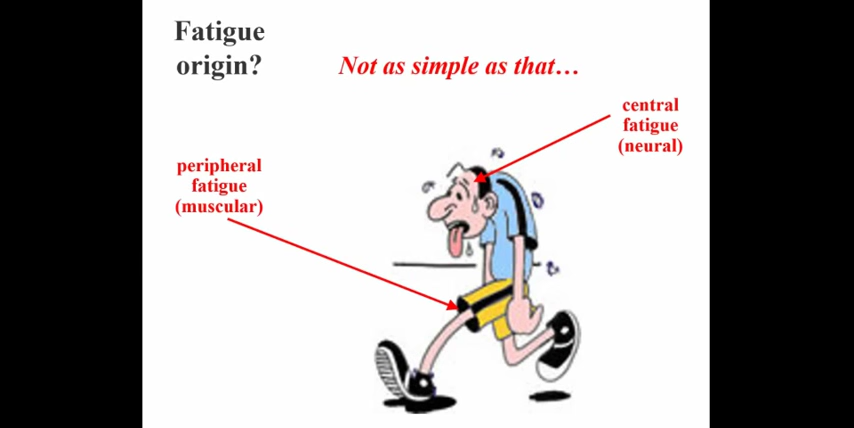 Fatigue
origin?
Not as simple as that…
central
fatigue
(neural)
peripheral
fatigue
(muscular)